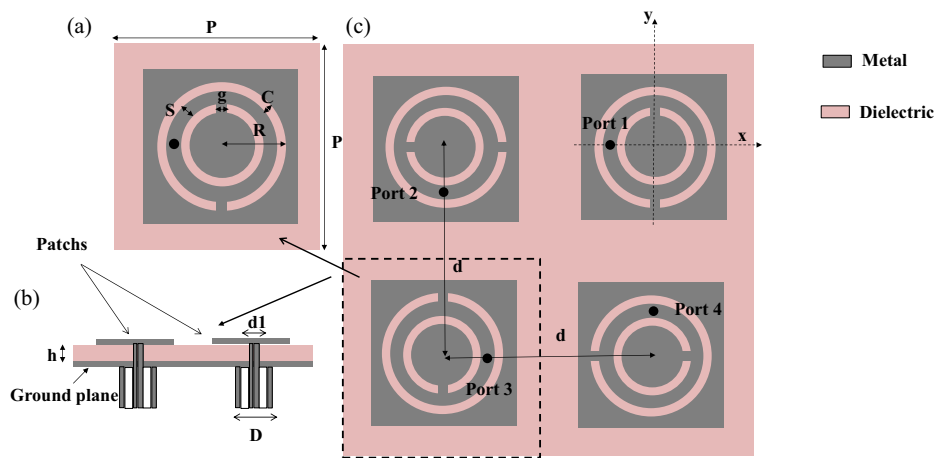 (a)
P
S
g
C
R
P
(c)
y
Port 1
x
Port 2
d
Port 3
d
Port 4
Metal
Dielectric
Patchs
(b)
h
d1
Ground plane
D